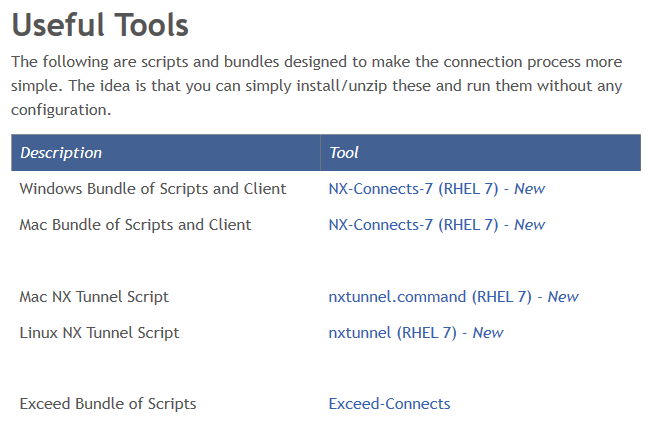 Useful Tools
The following are scripts and bundles designed to make the connection process more
simple. The idea is that you can simply install/unzip these and run them without any
configuration.
Description Tool
Windows Bundle of Scripts and Client NX-Connects-7 (RHEL 7) - New
Mac Bundle of Scripts and Client NX-Connects-7 (RHEL 7) - New
Mac NX Tunnel Script nxtunnel.command (RHEL 7) - New
Linux NX Tunnel Script nxtunnel (RHEL 7) - New
Exceed Bundle of Scripts Exceed-Connects